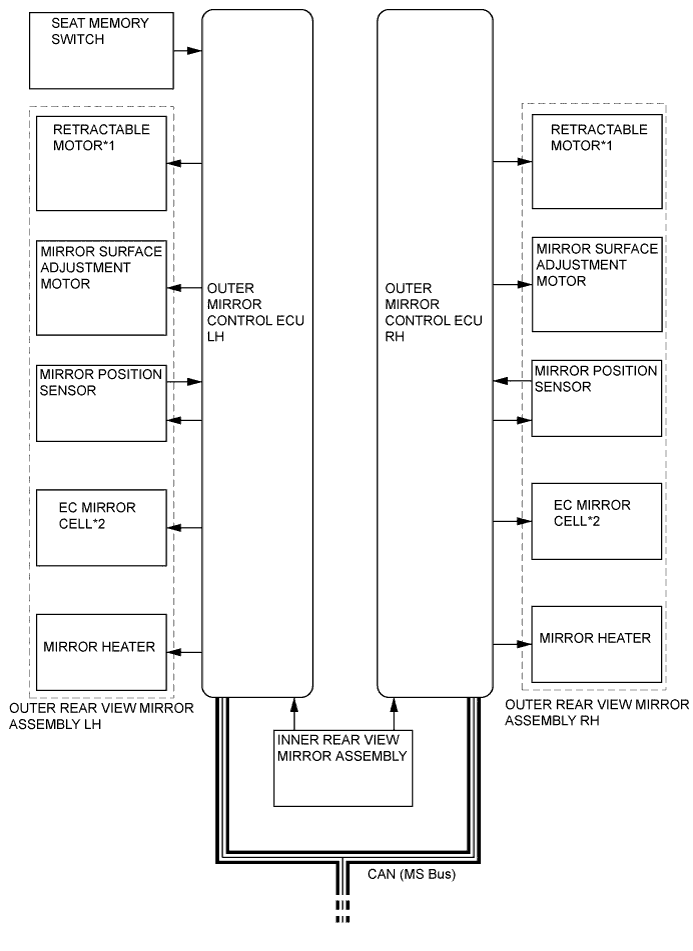 SEAT MEMORY
SWITCH
RETRACTABLE
MOTOR*1
MIRROR SURFACE
ADJUSTMENT
MOTOR
MIRROR POSITION
SENSOR
EC MIRROR
CELL*2
MIRROR HEATER
OUTER REAR VIEW MIRROR
ASSEMBLY LH
OUTER
MIRROR
CONTROL ECU
LH
OUTER
MIRROR
CONTROL ECU
RH
RETRACTABLE
MOTOR*1
MIRROR SURFACE
ADJUSTMENT
MOTOR
MIRROR POSITION
SENSOR
EC MIRROR
CELL*2
MIRROR HEATER
OUTER REAR VIEW MIRROR
ASSEMBLY RH
INNER REAR VIEW
MIRROR ASSEMBLY
CAN (MS Bus)